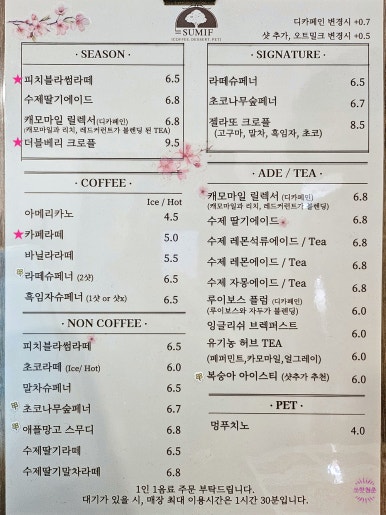 SUMIF
(COFFEE, DESSERT, PET)
디카페인 변경시 +0.7
샷 추가, 오트밀크 변경시 +0.5
· SEASON ·
피치블라썸라떼 6.5
수제딸기에이드 6.8
캐모마일 릴렉서(디카페인) 6.8
(캐모마일과 리치, 레드커런트가 블렌딩 된 TEA)
더블베리 크로플 9.5
· SIGNATURE ·
라떼슈페너 6.5
초코나무숲페너 6.7
젤라또 크로플 8.5
(고구마, 말차, 흑임자, 초코)
· COFFEE ·
Ice / Hot
아메리카노 4.5
카페라떼 5.0
바닐라라떼 5.5
라떼슈페너 (2샷) 6.5
흑임자슈페너 (1샷 or 샷x) 6.5
· NON COFFEE ·
피치블라썸라떼 6.5
초코라떼 (Ice/ Hot) 6.0
말차슈페너 6.5
초코나무숲페너 6.7
애플망고 스무디 6.8
수제딸기라떼 6.5
수제딸기말차라떼 6.8
· ADE / TEA ·
캐모마일 릴렉서 (디카페인) 6.8
(캐모마일과 리치, 레드커런트가 블렌딩)
수제 딸기에이드 6.8
수제 레몬석류에이드 / Tea 6.8
수제 레몬에이드 / Tea 6.8
수제 자몽에이드 / Tea 6.8
루이보스 플럼 (디카페인) 6.0
(루이보스와 자두가 블렌딩)
잉글리쉬 브렉퍼스트 6.0
유기농 허브 TEA 6.0
(페퍼민트,카모마일,얼그레이)
복숭아 아이스티 (샷추가 추천) 6.0
· PET ·
멍푸치노 4.0
1인 1음료 주문 부탁드립니다.
대기가 있을 시, 매장 최대 이용시간은 1시간 30분입니다.